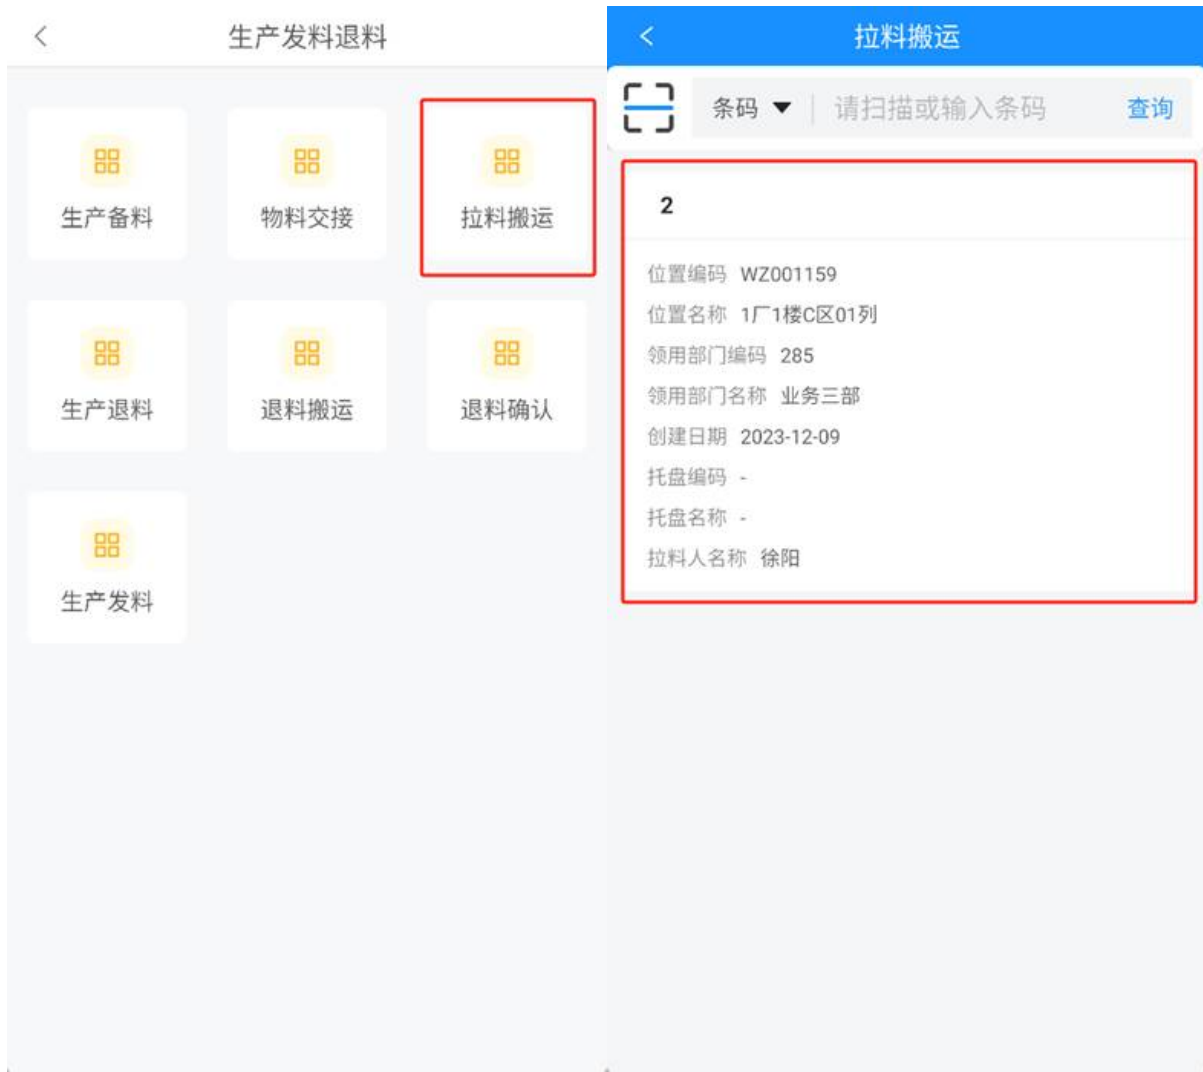 生产发料退料
生产备料
物料交接
拉料搬运
生产退料
退料搬运
退料确认
生产发料
拉料搬运
条码 请扫描或输入条码 查询
2
位置编码 WZ001159
位置名称 1厂1楼C区01列
领用部门编码 285
领用部门名称 业务三部
创建日期 2023-12-09
托盘编码 -
托盘名称 -
拉料人名称 徐阳